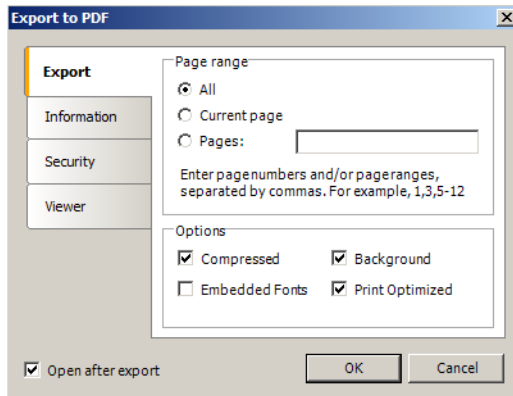 Export to PDF
Export
Information
Security
Viewer
Page range
All
Current page
Pages:
Enter pagenumbers and/or pageranges,
separated by commas. For example, 1,3,5-12
Options
Compressed
Background
Embedded Fonts
Print Optimized
Open after export
OK
Cancel